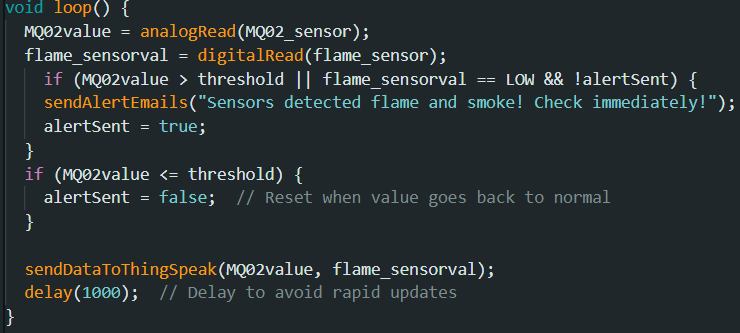 void loop() {
  MQ02value = analogRead(MQ02_sensor);
  flame_sensorval = digitalRead(flame_sensor);
    if (MQ02value > threshold || flame_sensorval == LOW && !alertSent) {
    sendAlertEmails("Sensors detected flame and smoke! Check immediately!");
    alertSent = true;
  }
  if (MQ02value <= threshold) {
    alertSent = false;  // Reset when value goes back to normal
  }

  sendDataToThingSpeak(MQ02value, flame_sensorval);
  delay(1000);  // Delay to avoid rapid updates
}